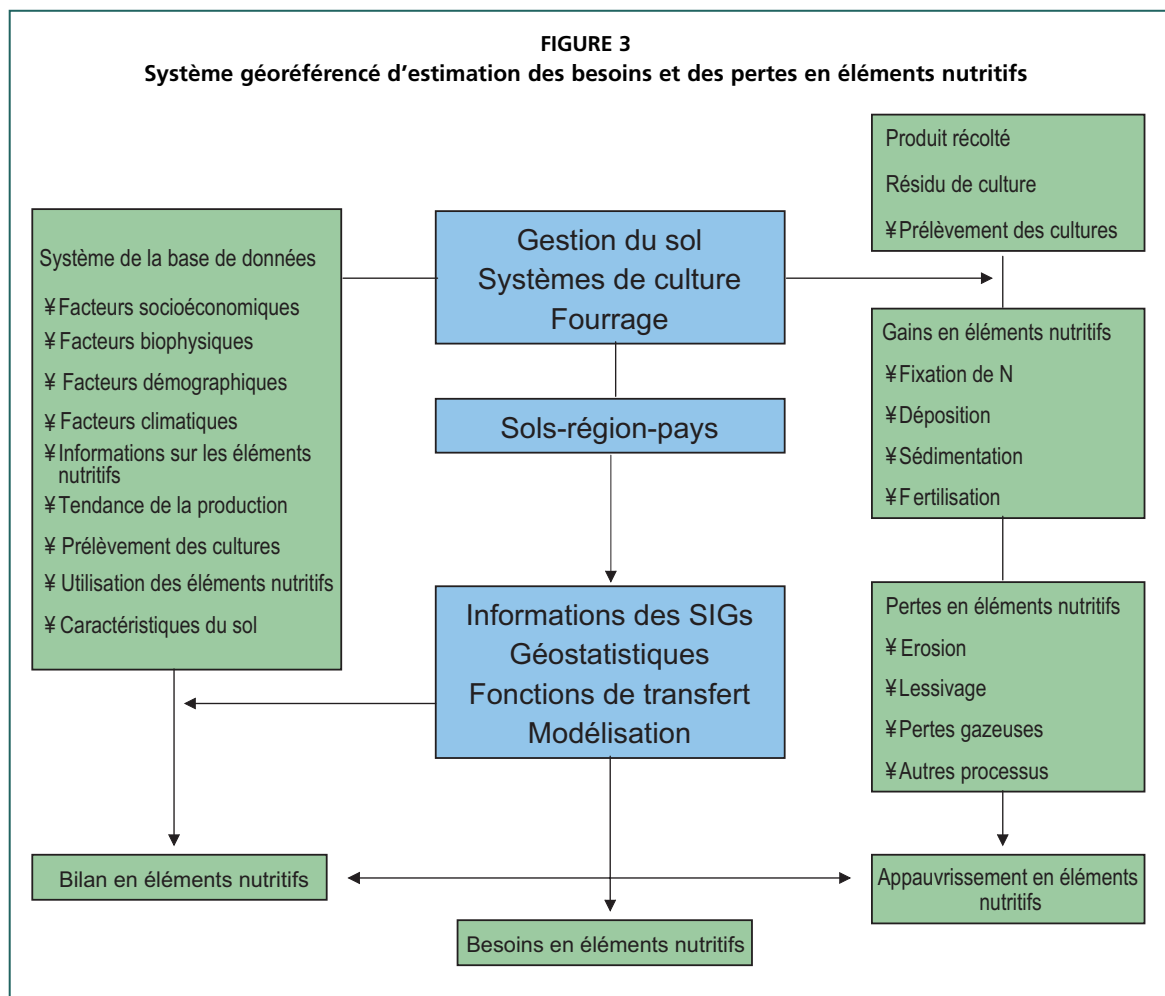 FIGURE 3
Système géoréférencé d’estimation des besoins et des pertes en éléments nutritifs
Système de la base de données
¥ Facteurs socioéconomiques
¥ Facteurs biophysiques
¥ Facteurs démographiques
¥ Facteurs climatiques
¥ Informations sur les éléments
nutritifs
¥ Tendance de la production
¥ Prélèvement des cultures
¥ Utilisation des éléments nutritifs
¥ Caractéristiques du sol
Gestion du sol
Systèmes de culture
Fourrage
Sols-région-pays
Informations des SIGs
Géostatistiques
Fonctions de transfert
Modélisation
Produit récolté
Résidu de culture
¥ Prélèvement des cultures
Gains en éléments nutritifs
¥ Fixation de N
¥ Déposition
¥ Sédimentation
¥ Fertilisation
Pertes en éléments nutritifs
¥ Erosion
¥ Lessivage
¥ Pertes gazeuses
¥ Autres processus
Bilan en éléments nutritifs
Besoins en éléments nutritifs
Appauvrissement en éléments
nutritifs